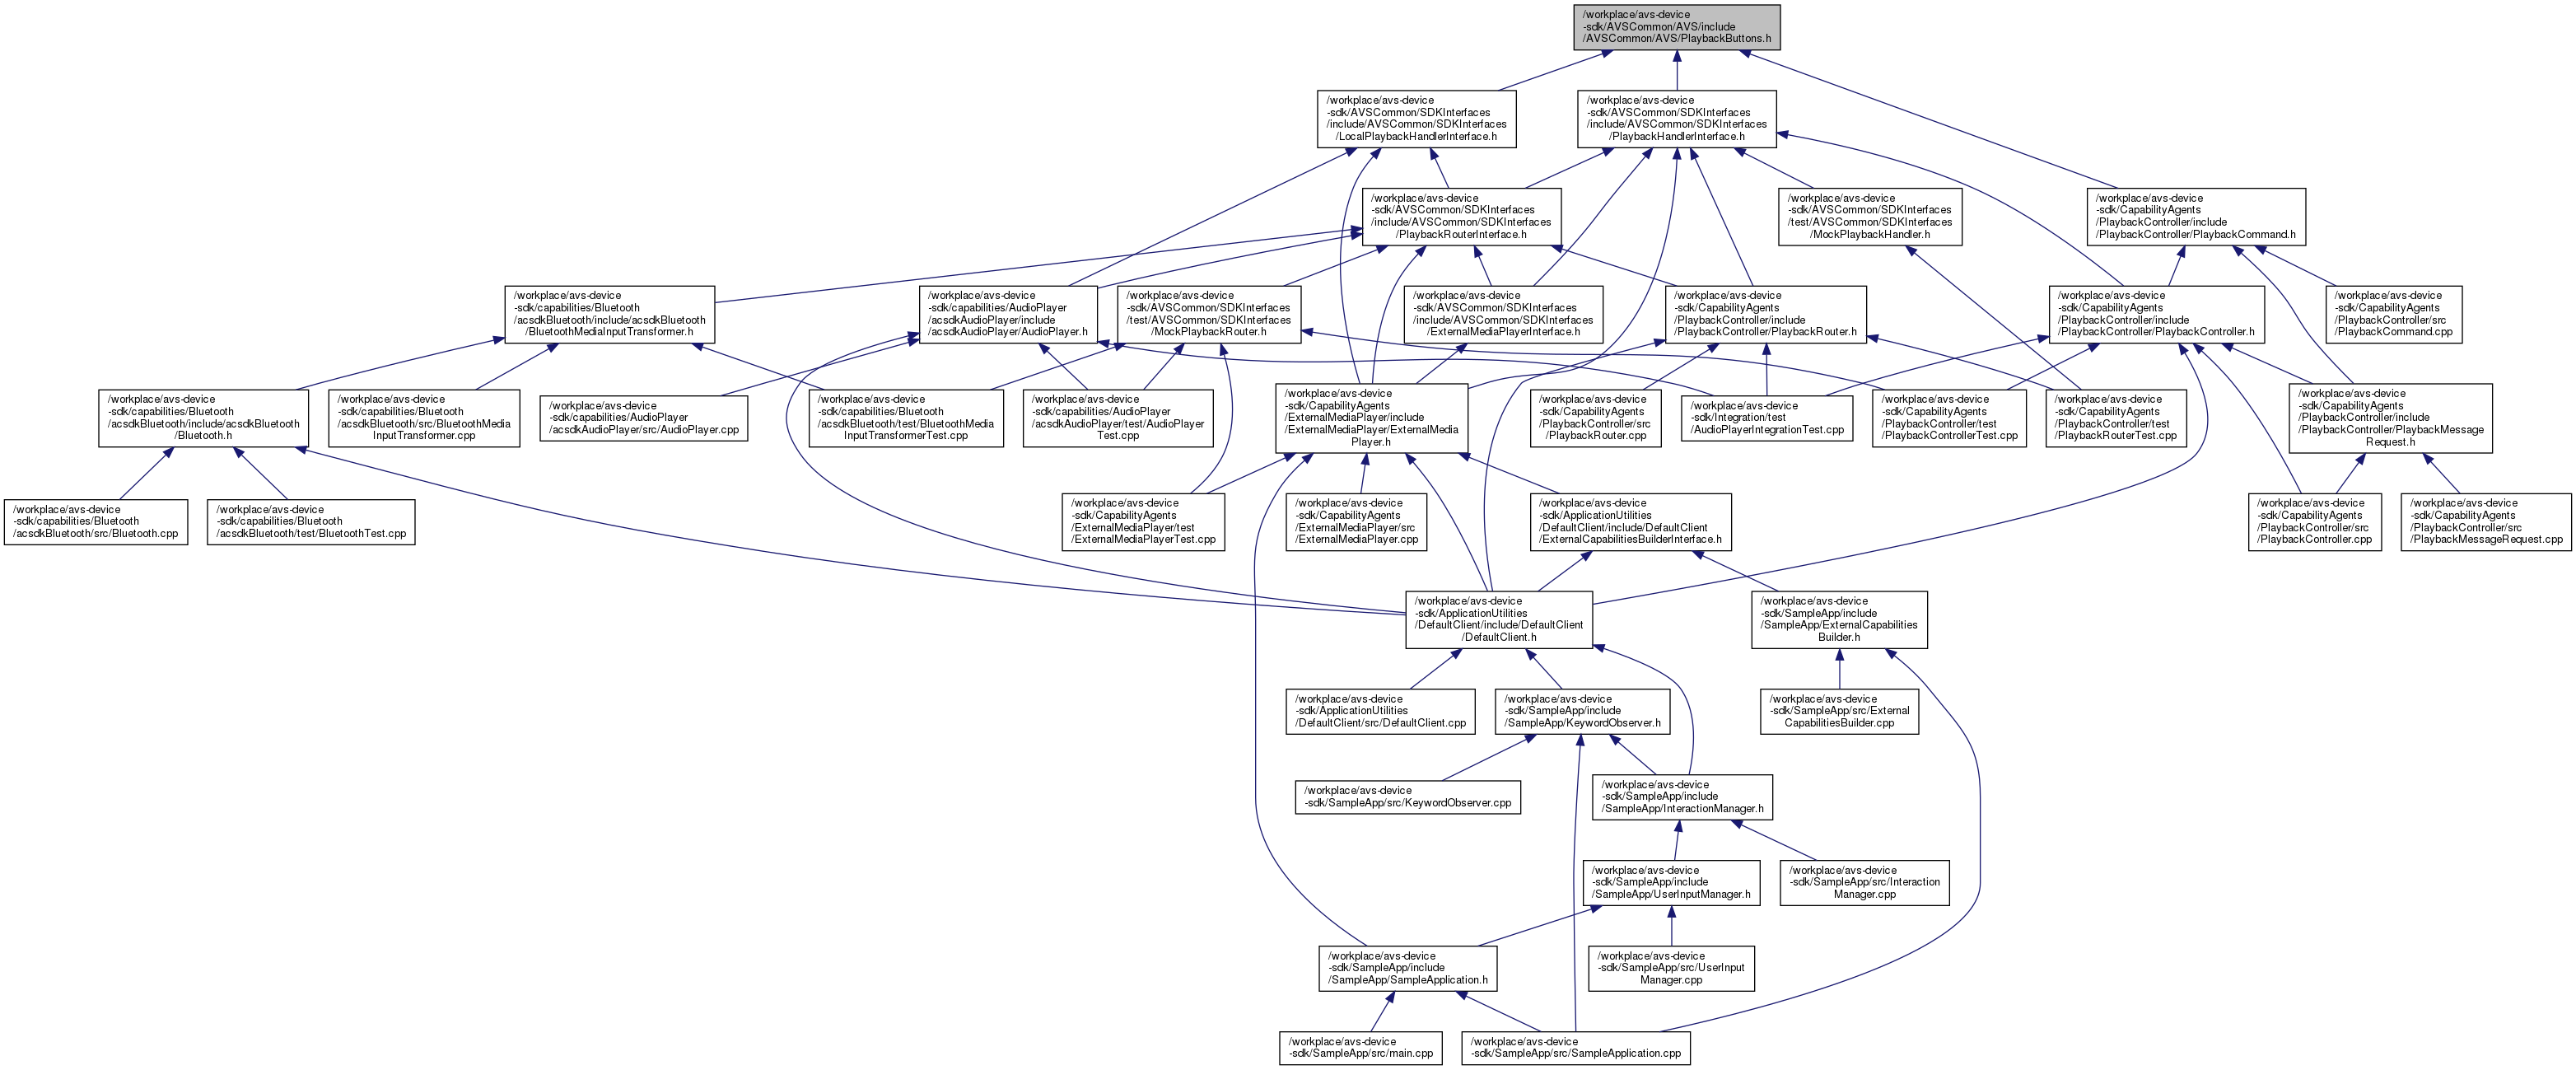 /workplace/avs-device
-sdk/AVSCommon/AVS/include
/AVSCommon/AVS/PlaybackButtons.h
/workplace/avs-device
-sdk/AVSCommon/SDKInterfaces
/include/AVSCommon/SDKInterfaces
/LocalPlaybackHandlerInterface.h
/workplace/avs-device
-sdk/AVSCommon/SDKInterfaces
/include/AVSCommon/SDKInterfaces
/PlaybackHandlerInterface.h
/workplace/avs-device
-sdk/AVSCommon/SDKInterfaces
/include/AVSCommon/SDKInterfaces
/PlaybackRouterInterface.h
/workplace/avs-device
-sdk/AVSCommon/SDKInterfaces
/test/AVSCommon/SDKInterfaces
/MockPlaybackHandler.h
/workplace/avs-device
-sdk/CapabilityAgents
/PlaybackController/include
/PlaybackController/PlaybackCommand.h
/workplace/avs-device
-sdk/capabilities/Bluetooth
/acsdkBluetooth/include/acsdkBluetooth
/BluetoothMediaInputTransformer.h
/workplace/avs-device
-sdk/capabilities/AudioPlayer
/acsdkAudioPlayer/include
/acsdkAudioPlayer/AudioPlayer.h
/workplace/avs-device
-sdk/AVSCommon/SDKInterfaces
/test/AVSCommon/SDKInterfaces
/MockPlaybackRouter.h
/workplace/avs-device
-sdk/AVSCommon/SDKInterfaces
/include/AVSCommon/SDKInterfaces
/ExternalMediaPlayerInterface.h
/workplace/avs-device
-sdk/CapabilityAgents
/PlaybackController/include
/PlaybackController/PlaybackRouter.h
/workplace/avs-device
-sdk/CapabilityAgents
/PlaybackController/include
/PlaybackController/PlaybackController.h
/workplace/avs-device
-sdk/CapabilityAgents
/PlaybackController/src
/PlaybackCommand.cpp
/workplace/avs-device
-sdk/capabilities/Bluetooth
/acsdkBluetooth/include/acsdkBluetooth
/Bluetooth.h
/workplace/avs-device
-sdk/capabilities/Bluetooth
/acsdkBluetooth/src/BluetoothMedia
InputTransformer.cpp
/workplace/avs-device
-sdk/capabilities/AudioPlayer
/acsdkAudioPlayer/src/AudioPlayer.cpp
/workplace/avs-device
-sdk/capabilities/Bluetooth
/acsdkBluetooth/test/BluetoothMedia
InputTransformerTest.cpp
/workplace/avs-device
-sdk/capabilities/AudioPlayer
/acsdkAudioPlayer/test/AudioPlayer
Test.cpp
/workplace/avs-device
-sdk/CapabilityAgents
/ExternalMediaPlayer/include
/ExternalMediaPlayer/ExternalMedia
Player.h
/workplace/avs-device
-sdk/CapabilityAgents
/PlaybackController/src
/PlaybackRouter.cpp
/workplace/avs-device
-sdk/Integration/test
/AudioPlayerIntegrationTest.cpp
/workplace/avs-device
-sdk/CapabilityAgents
/PlaybackController/test
/PlaybackControllerTest.cpp
/workplace/avs-device
-sdk/CapabilityAgents
/PlaybackController/test
/PlaybackRouterTest.cpp
/workplace/avs-device
-sdk/CapabilityAgents
/PlaybackController/include
/PlaybackController/PlaybackMessage
Request.h
/workplace/avs-device
-sdk/capabilities/Bluetooth
/acsdkBluetooth/src/Bluetooth.cpp
/workplace/avs-device
-sdk/capabilities/Bluetooth
/acsdkBluetooth/test/BluetoothTest.cpp
/workplace/avs-device
-sdk/CapabilityAgents
/ExternalMediaPlayer/test
/ExternalMediaPlayerTest.cpp
/workplace/avs-device
-sdk/CapabilityAgents
/ExternalMediaPlayer/src
/ExternalMediaPlayer.cpp
/workplace/avs-device
-sdk/ApplicationUtilities
/DefaultClient/include/DefaultClient
/ExternalCapabilitiesBuilderInterface.h
/workplace/avs-device
-sdk/CapabilityAgents
/PlaybackController/src
/PlaybackController.cpp
/workplace/avs-device
-sdk/CapabilityAgents
/PlaybackController/src
/PlaybackMessageRequest.cpp
/workplace/avs-device
-sdk/ApplicationUtilities
/DefaultClient/include/DefaultClient
/DefaultClient.h
/workplace/avs-device
-sdk/SampleApp/include
/SampleApp/ExternalCapabilities
Builder.h
/workplace/avs-device
-sdk/ApplicationUtilities
/DefaultClient/src/DefaultClient.cpp
/workplace/avs-device
-sdk/SampleApp/include
/SampleApp/KeywordObserver.h
/workplace/avs-device
-sdk/SampleApp/src/External
CapabilitiesBuilder.cpp
/workplace/avs-device
-sdk/SampleApp/src/KeywordObserver.cpp
/workplace/avs-device
-sdk/SampleApp/include
/SampleApp/InteractionManager.h
/workplace/avs-device
-sdk/SampleApp/include
/SampleApp/UserInputManager.h
/workplace/avs-device
-sdk/SampleApp/src/Interaction
Manager.cpp
/workplace/avs-device
-sdk/SampleApp/include
/SampleApp/SampleApplication.h
/workplace/avs-device
-sdk/SampleApp/src/UserInput
Manager.cpp
/workplace/avs-device
-sdk/SampleApp/src/main.cpp
/workplace/avs-device
-sdk/SampleApp/src/SampleApplication.cpp